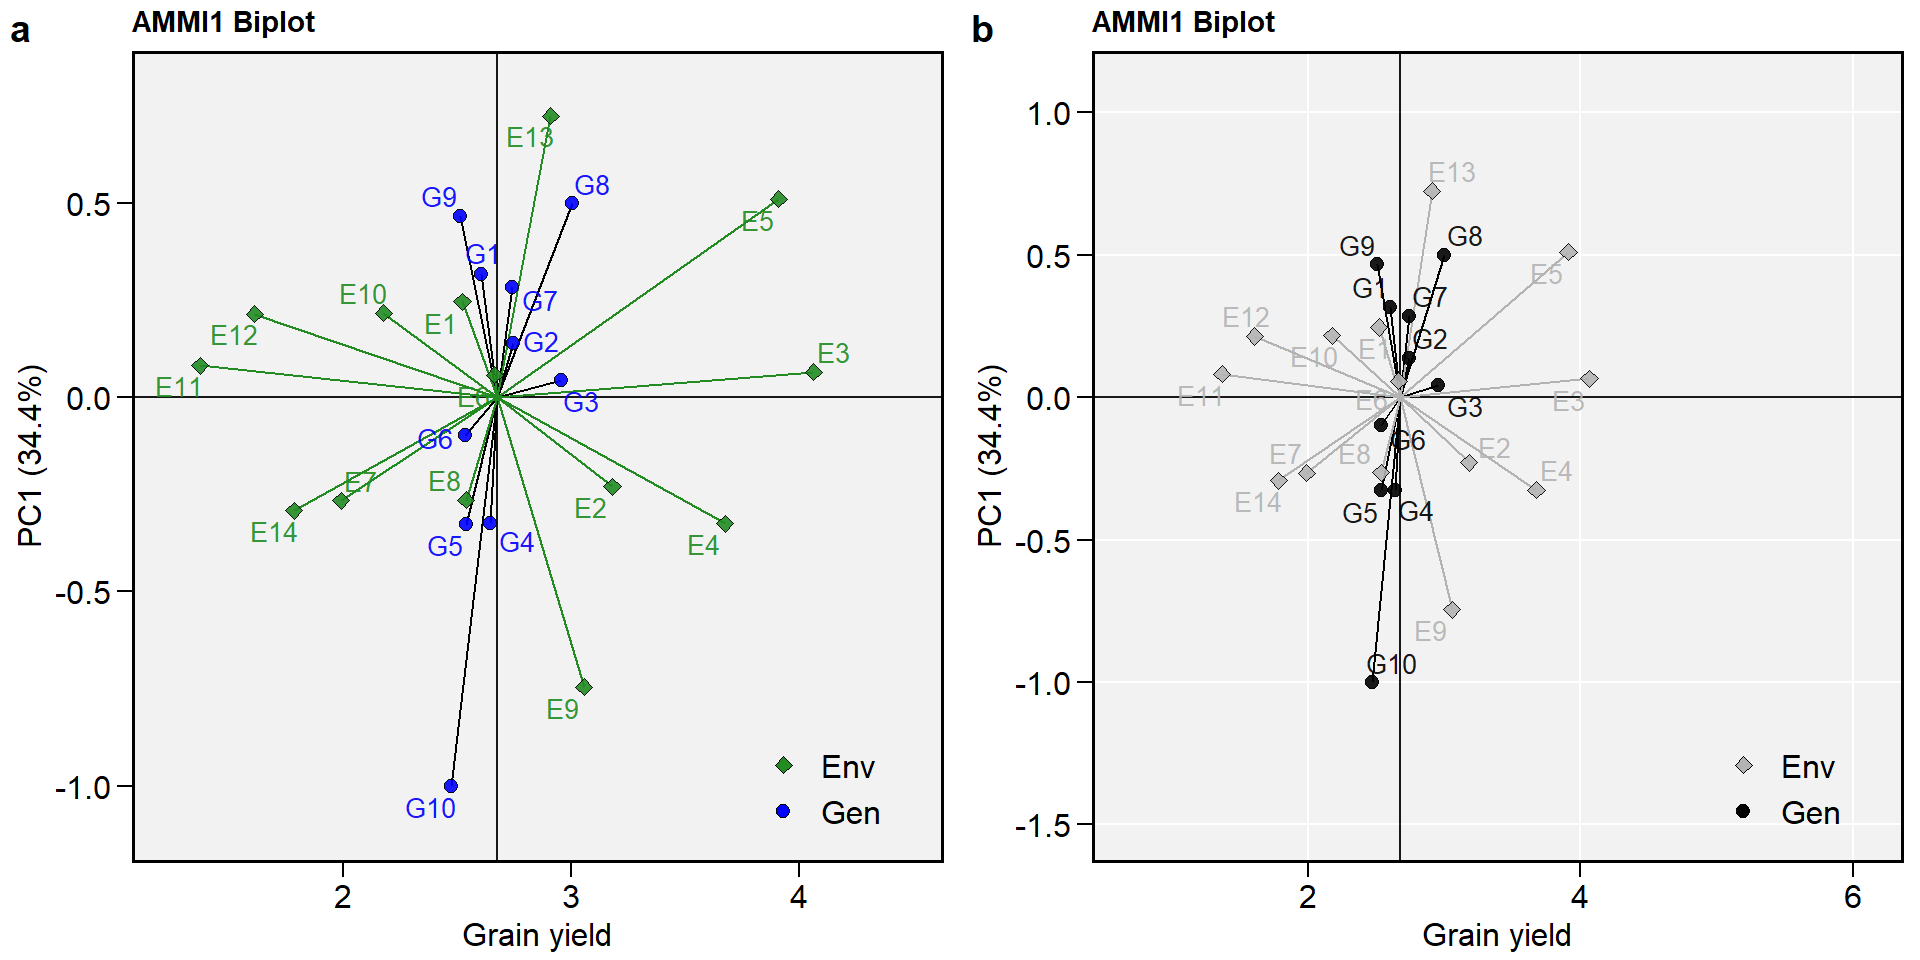 a
AMMI1 Biplot
PC1 (34.4%)
0.5
0.0
-0.5
-1.0
E13
G9
G8
E5
G1
E10
G7
E12
E1
G2
E3
E11
E6
G3
G6
E7
E8
E2
E14
G5
G4
E4
E9
G10
Env
Gen
2
3
4
Grain yield
b
AMMI1 Biplot
PC1 (34.4%)
1.0
0.5
0.0
-0.5
-1.0
-1.5
E13
G9
G8
E5
G1
G7
E12
G2
E10
E1
E11
E6
E3
G3
G6
E2
E7
E8
E4
E14
G5
G4
E9
G10
Env
Gen
2
4
6
Grain yield